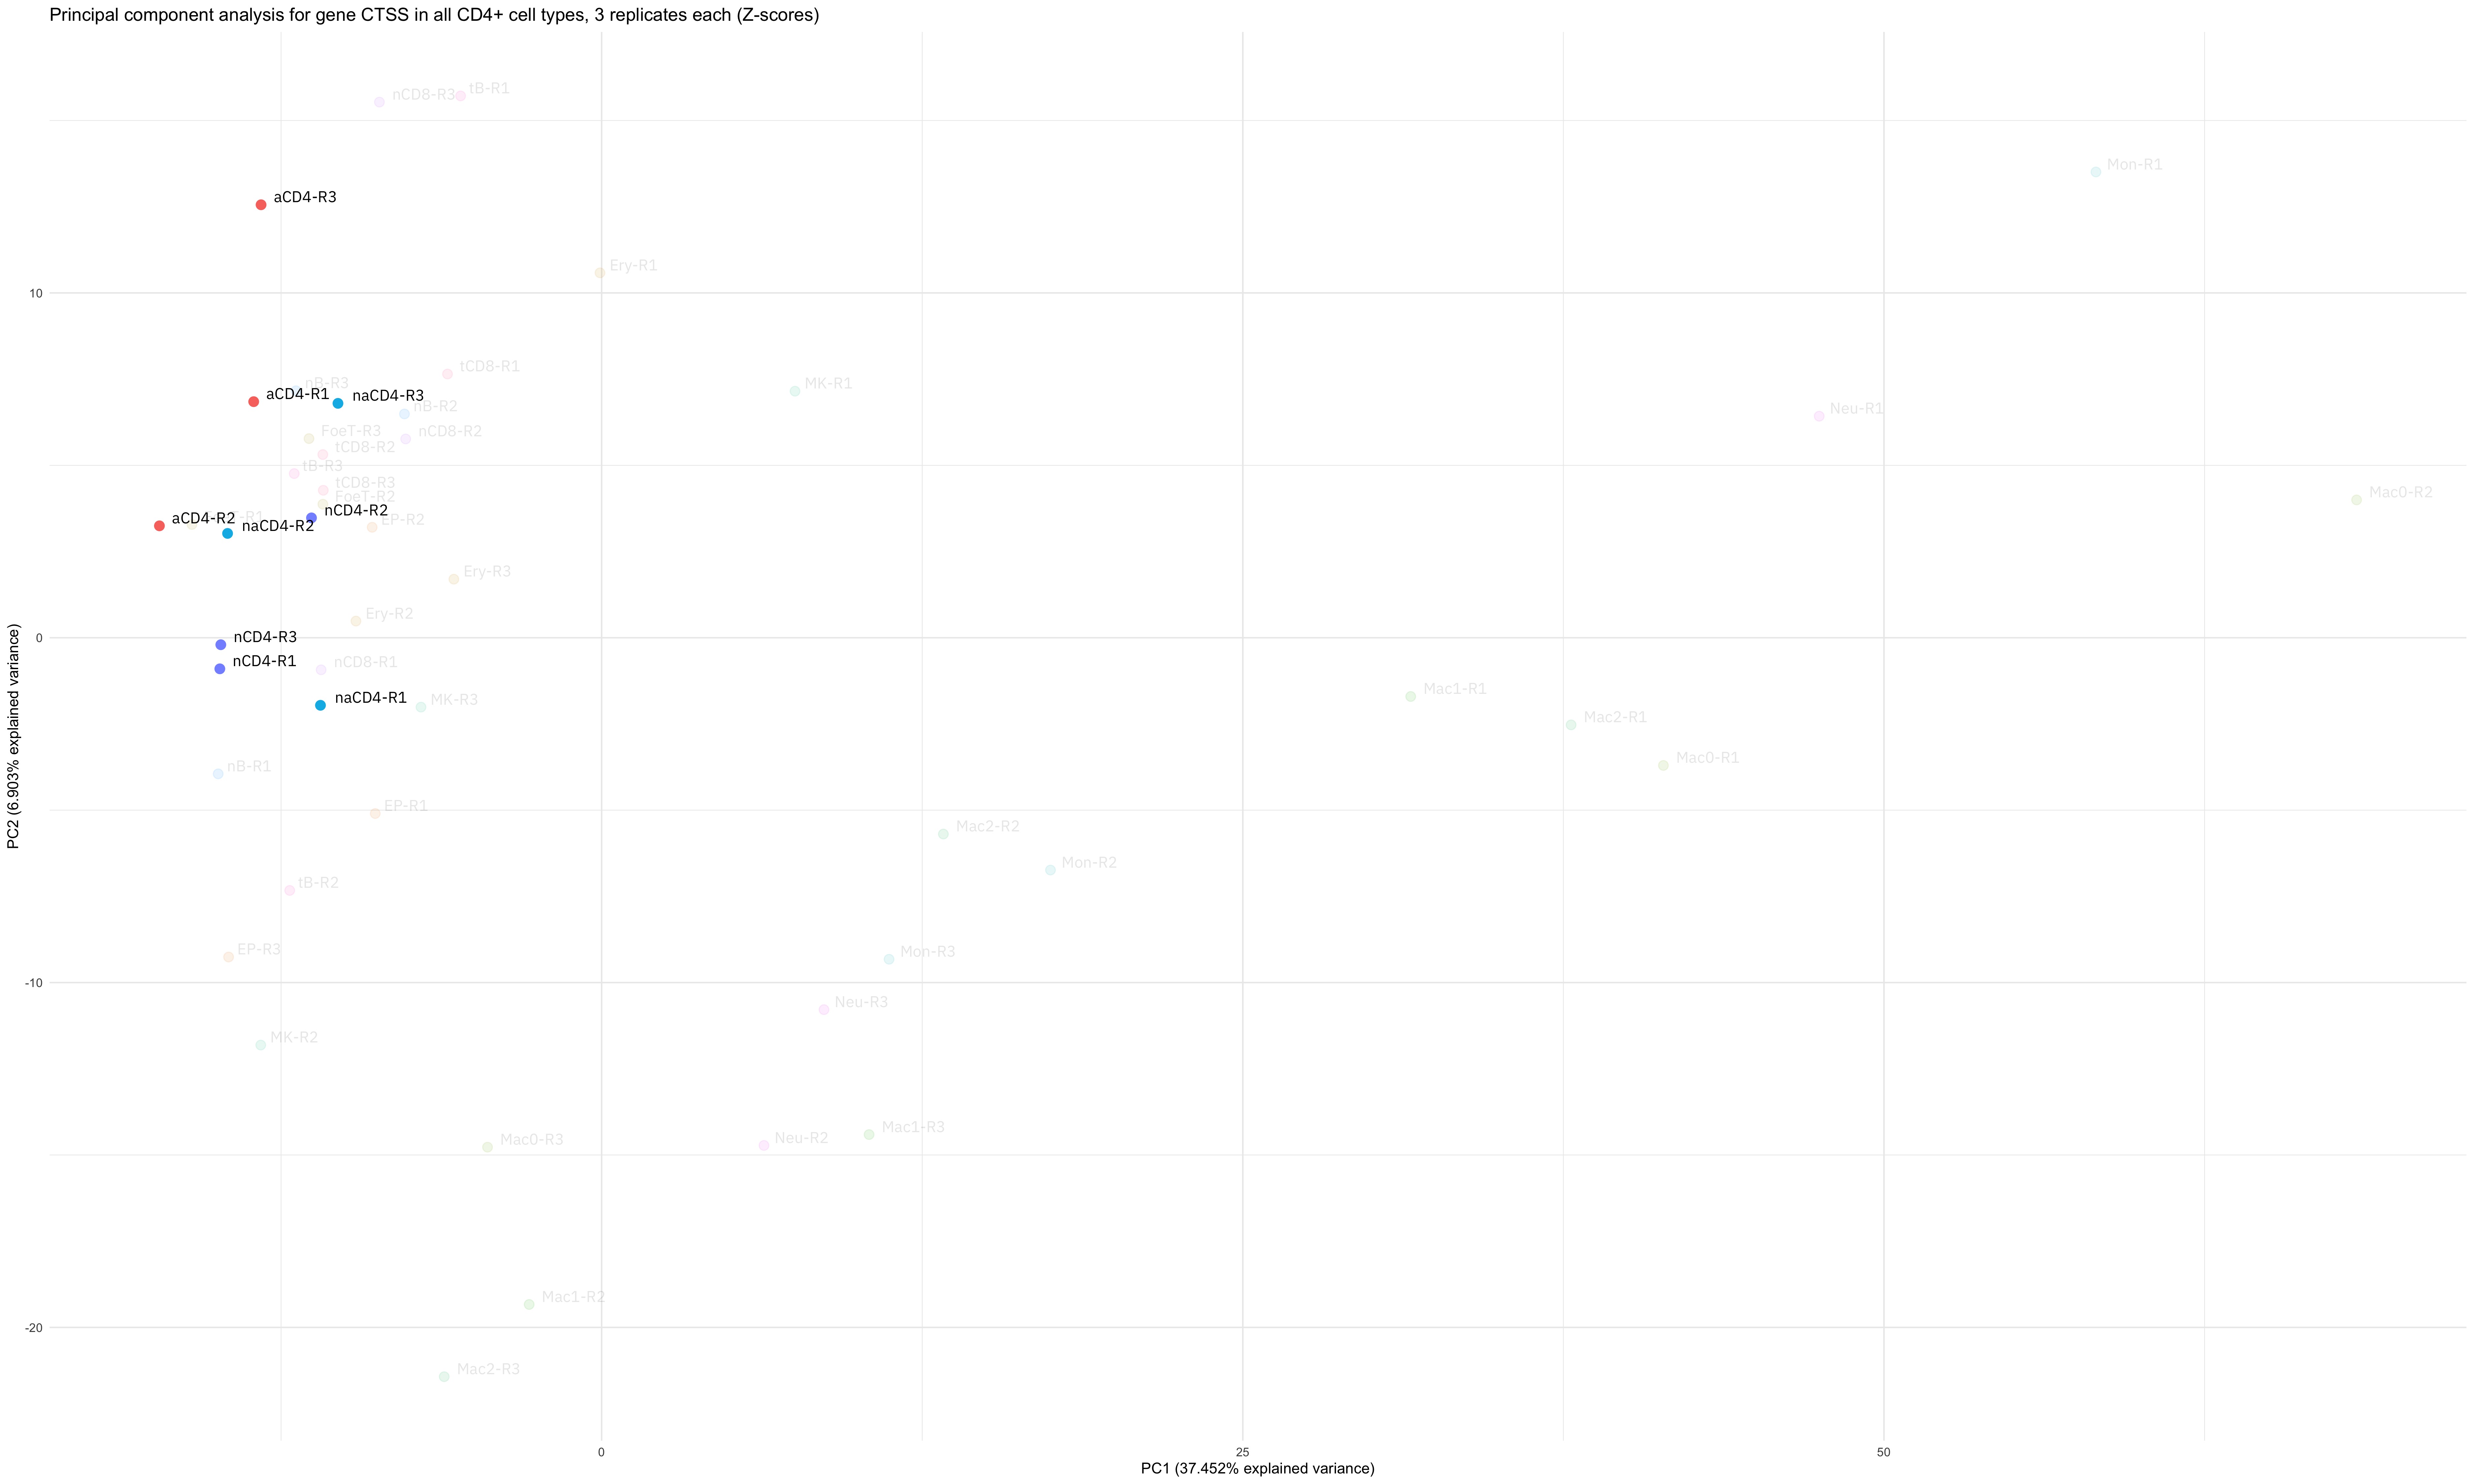 Principal component analysis for gene CTSS in all CD4+ cell types, 3 replicates each (Z-scores)
nCD8-R3
tB-R1
Mon-R1
aCD4-R3
Ery-R1
10
tCD8-R1
nB-R3
MK-R1
aCD4-R1
naCD4-R3
nB-R2
Neu-R1
FoeT-R3
nCD8-R2
tCD8-R2
tB-R3
tCD8-R3
Mac0-R2
FoeT-R2
nCD4-R2
aCD4-R2
EP-R2
naCD4-R2
Ery-R3
Ery-R2
0
nCD4-R3
nCD4-R1
nCD8-R1
Mac1-R1
naCD4-R1
MK-R3
Mac2-R1
Mac0-R1
nB-R1
EP-R1
Mac2-R2
Mon-R2
tB-R2
EP-R3
Mon-R3
-10
Neu-R3
MK-R2
Mac1-R3
Mac0-R3
Neu-R2
Mac1-R2
-20
Mac2-R3
PC2 (6.903% explained variance)
0
25
50
PC1 (37.452% explained variance)